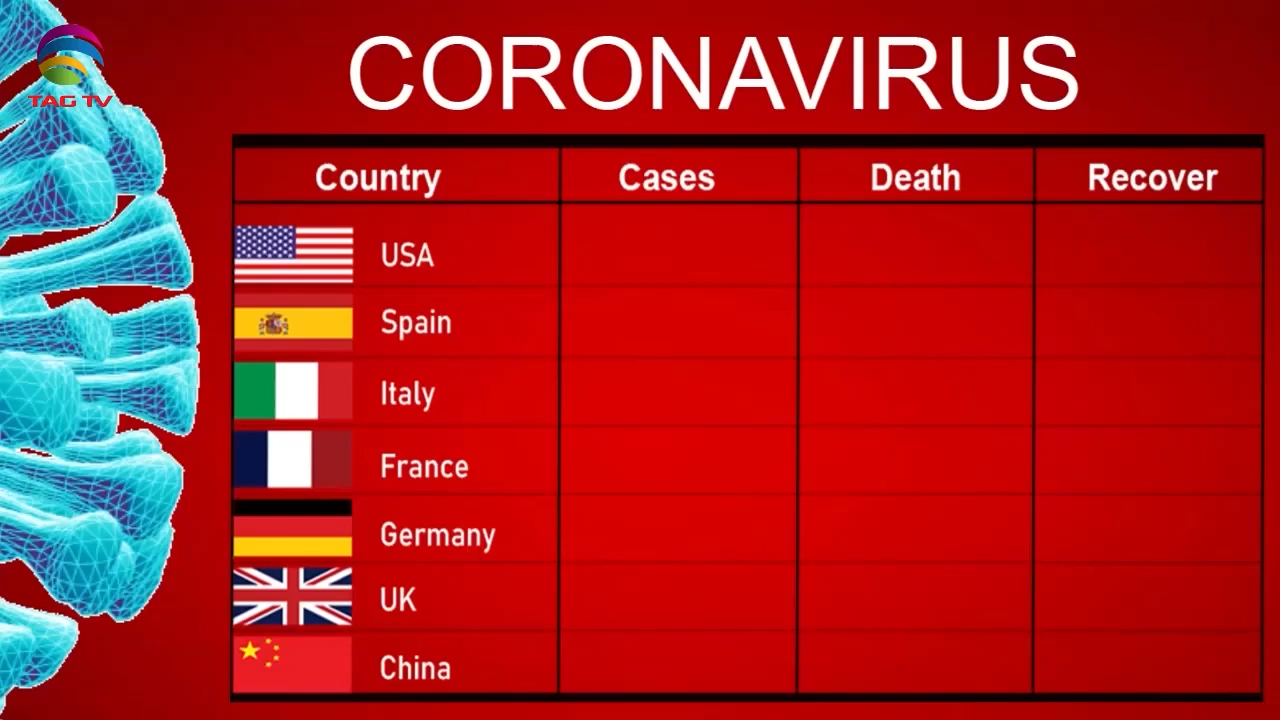 TAG TV
CORONAVIRUS
Country Cases Death Recover
USA
Spain
Italy
France
Germany
UK
China